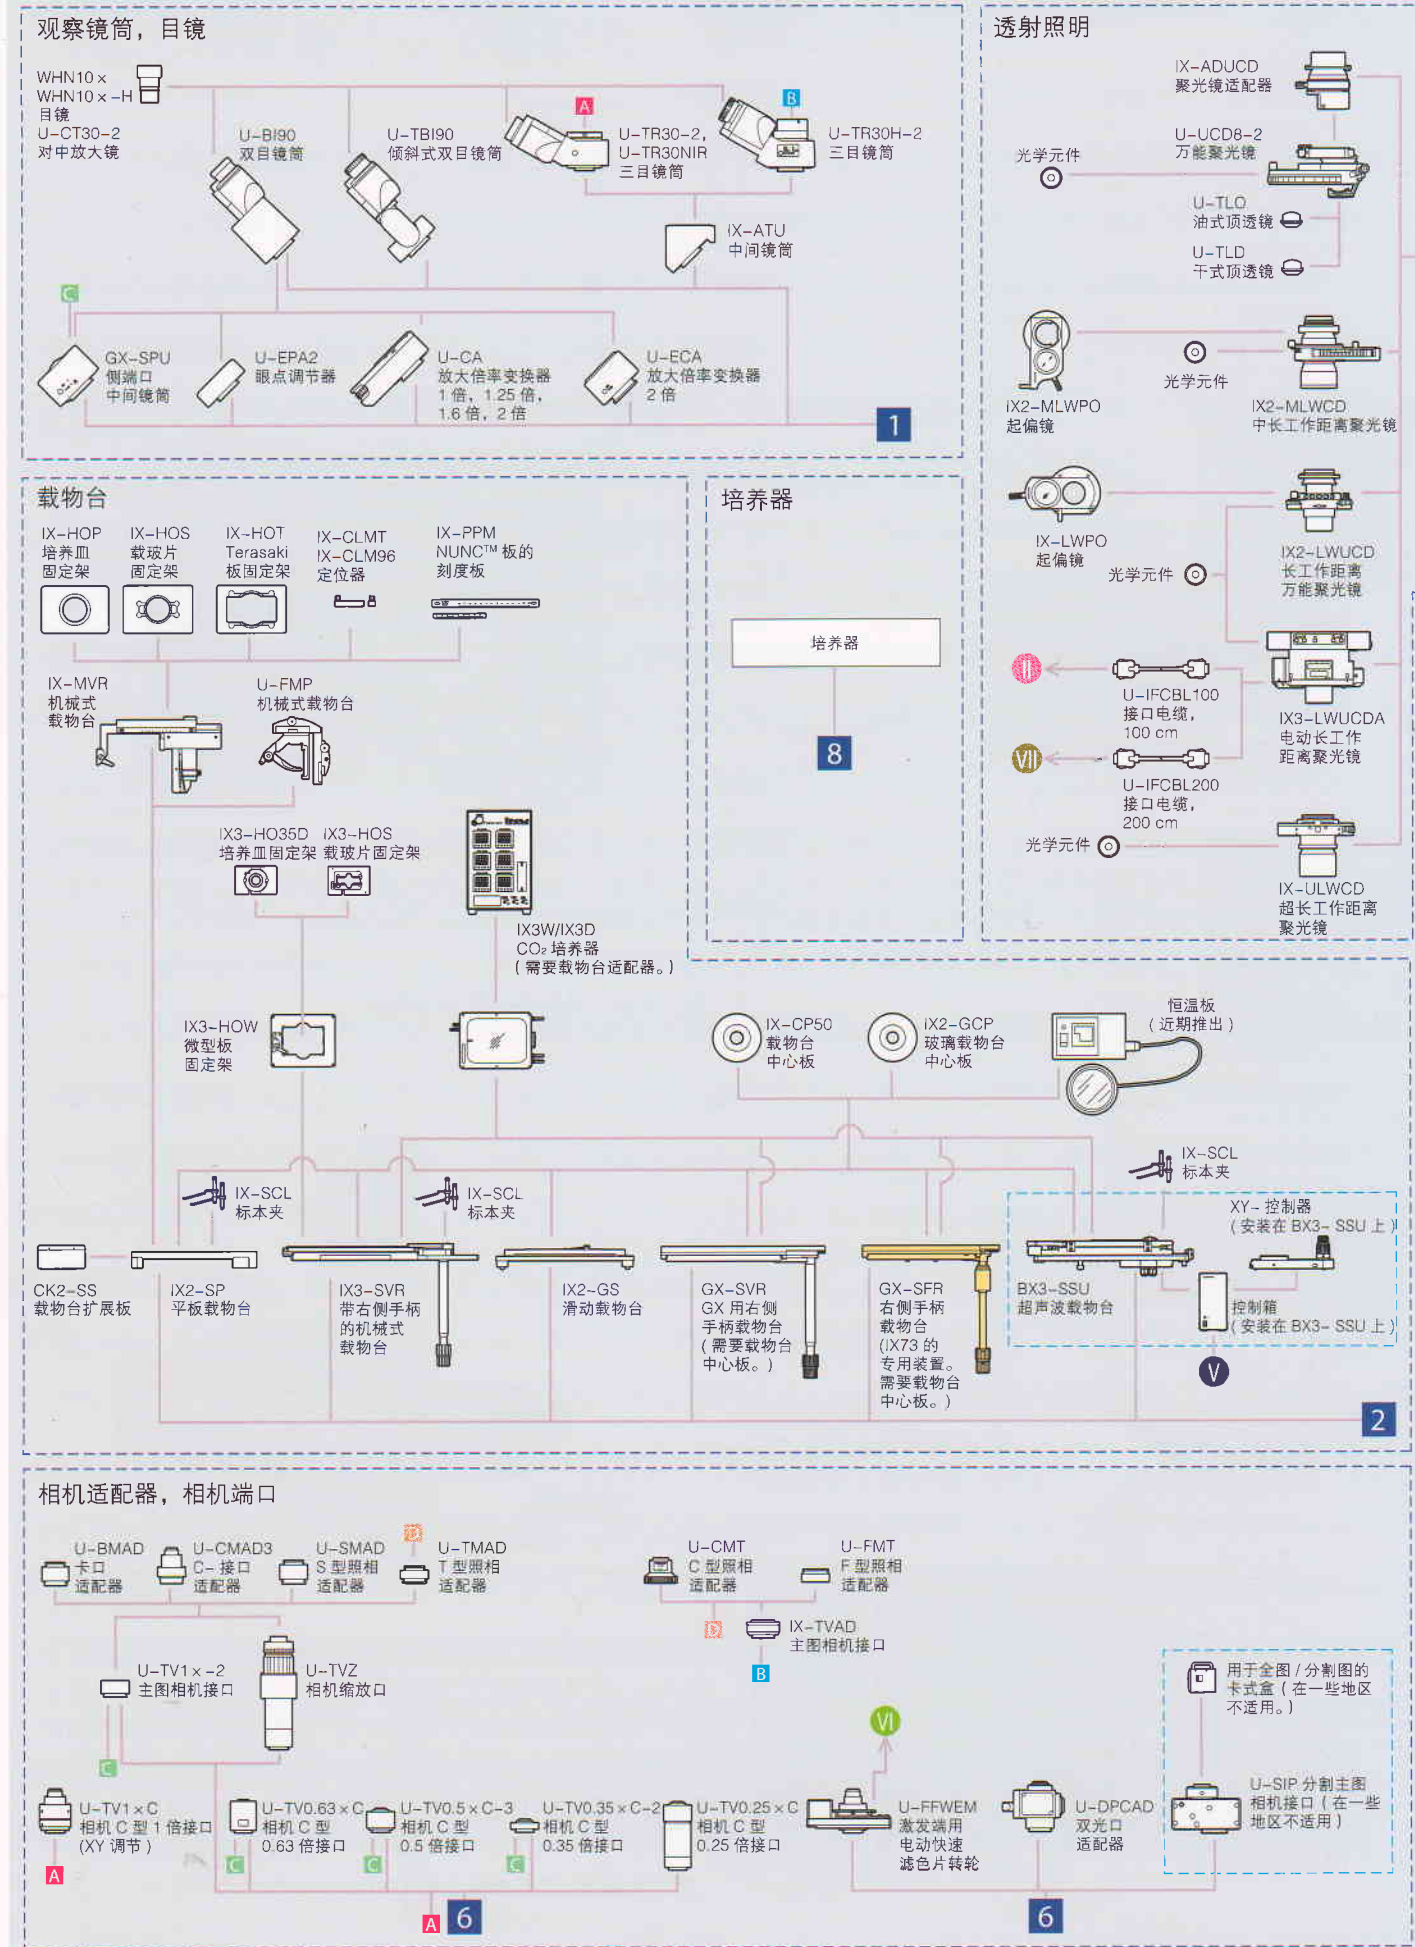 观察镜筒，目镜
WHN10×
WHN10×-H
目镜
U-CT30-2
对中放大镜
U-BI90
双目镜筒
U-TBI90
倾斜式双目镜筒
A
U-TR30-2，
U-TR30NIR
三目镜筒
B
U-TR30H-2
三目镜筒
IX-ATU
中间镜筒
C
GX-SPU
侧端口
中间镜筒
U-EPA2
眼点调节器
U-CA
放大倍率变换器
1 倍，1.25 倍，
1.6 倍，2 倍
U-ECA
放大倍率变换器
2 倍
1
透射照明
IX-ADUCD
聚光镜适配器
U-UCD8-2
万能聚光镜
光学元件
U-TLO
油式顶透镜
U-TLD
干式顶透镜
光学元件
IX2-MLWPO
起偏镜
IX2-MLWCD
中长工作距离聚光镜
IX-LWPO
起偏镜
光学元件
IX2-LWUCD
长工作距离
万能聚光镜
II
U-IFCBL100
接口电缆，
100 cm
IX3-LWUCDA
电动长工作
距离聚光镜
VII
U-IFCBL200
接口电缆，
200 cm
光学元件
IX-ULWCD
超长工作距离
聚光镜
载物台
IX-HOP
培养皿
固定架
IX-HOS
载玻片
固定架
IX-HOT
Terasaki
板固定架
IX-CLMT
IX-CLM96
定位器
IX-PPM
NUNC™ 板的
刻度板
IX-MVR
机械式
载物台
U-FMP
机械式载物台
IX3-HO35D
培养皿固定架
IX3-HOS
载玻片固定架
IX3W/IX3D
CO₂ 培养器
（需要载物台适配器。）
培养器
培养器
8
IX3-HOW
微型板
固定架
IX-CP50
载物台
中心板
IX2-GCP
玻璃载物台
中心板
恒温板
（近期推出）
IX-SCL
标本夹
IX-SCL
标本夹
IX-SCL
标本夹
XY- 控制器
（安装在 BX3- SSU 上）
CK2-SS
载物台扩展板
IX2-SP
平板载物台
IX3-SVR
带右侧手柄
的机械式
载物台
IX2-GS
滑动载物台
GX-SVR
GX 用右侧
手柄载物台
（需要载物台
中心板。）
GX-SFR
右侧手柄
载物台
（IX73 的
专用装置。
需要载物台
中心板。）
BX3-SSU
超声波载物台
控制箱
（安装在 BX3- SSU 上）
V
2
相机适配器，相机端口
U-BMAD
卡口
适配器
U-CMAD3
C- 接口
适配器
U-SMAD
S 型照相
适配器
U-TMAD
T 型照相
适配器
U-CMT
C 型照相
适配器
U-FMT
F 型照相
适配器
IX-TVAD
主图相机接口
B
U-TV1×-2
主图相机接口
U-TVZ
相机缩放口
C
VI
用于全图 / 分割图的
卡式盒（在一些地区
不适用。）
U-TV1×C
相机 C 型 1 倍接口
（XY 调节）
A
U-TV0.63×C
相机 C 型
0.63 倍接口
C
U-TV0.5×C-3
相机 C 型
0.5 倍接口
C
U-TV0.35×C-2
相机 C 型
0.35 倍接口
C
U-TV0.25×C
相机 C 型
0.25 倍接口
U-FFWEM
激发端用
电动快速
滤色片转轮
U-DPCAD
双光口
适配器
U-SIP 分割主图
相机接口（在一些
地区不适用）
A
6
6